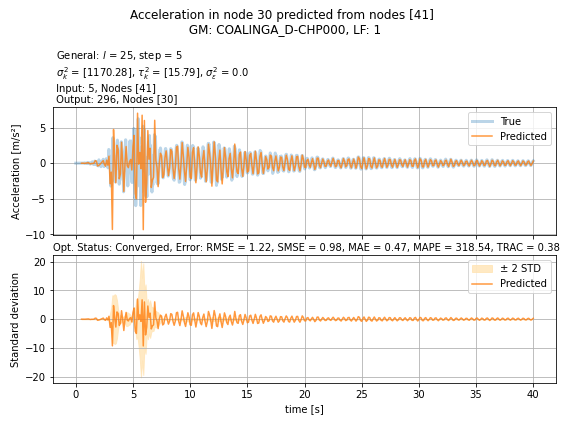 Acceleration in node 30 predicted from nodes [41]
GM: COALINGA_D-CHP000, LF: 1
General: l = 25, step = 5
σ²ₖ = [1170.28], τ²ₖ = [15.79], σ²ε = 0.0
Input: 5, Nodes [41]
Output: 296, Nodes [30]
Acceleration [m/s²]
5
0
−5
−10
True
Predicted
Opt. Status: Converged, Error: RMSE = 1.22, SMSE = 0.98, MAE = 0.47, MAPE = 318.54, TRAC = 0.38
Standard deviation
20
10
0
−10
−20
± 2 STD
Predicted
0 5 10 15 20 25 30 35 40
time [s]